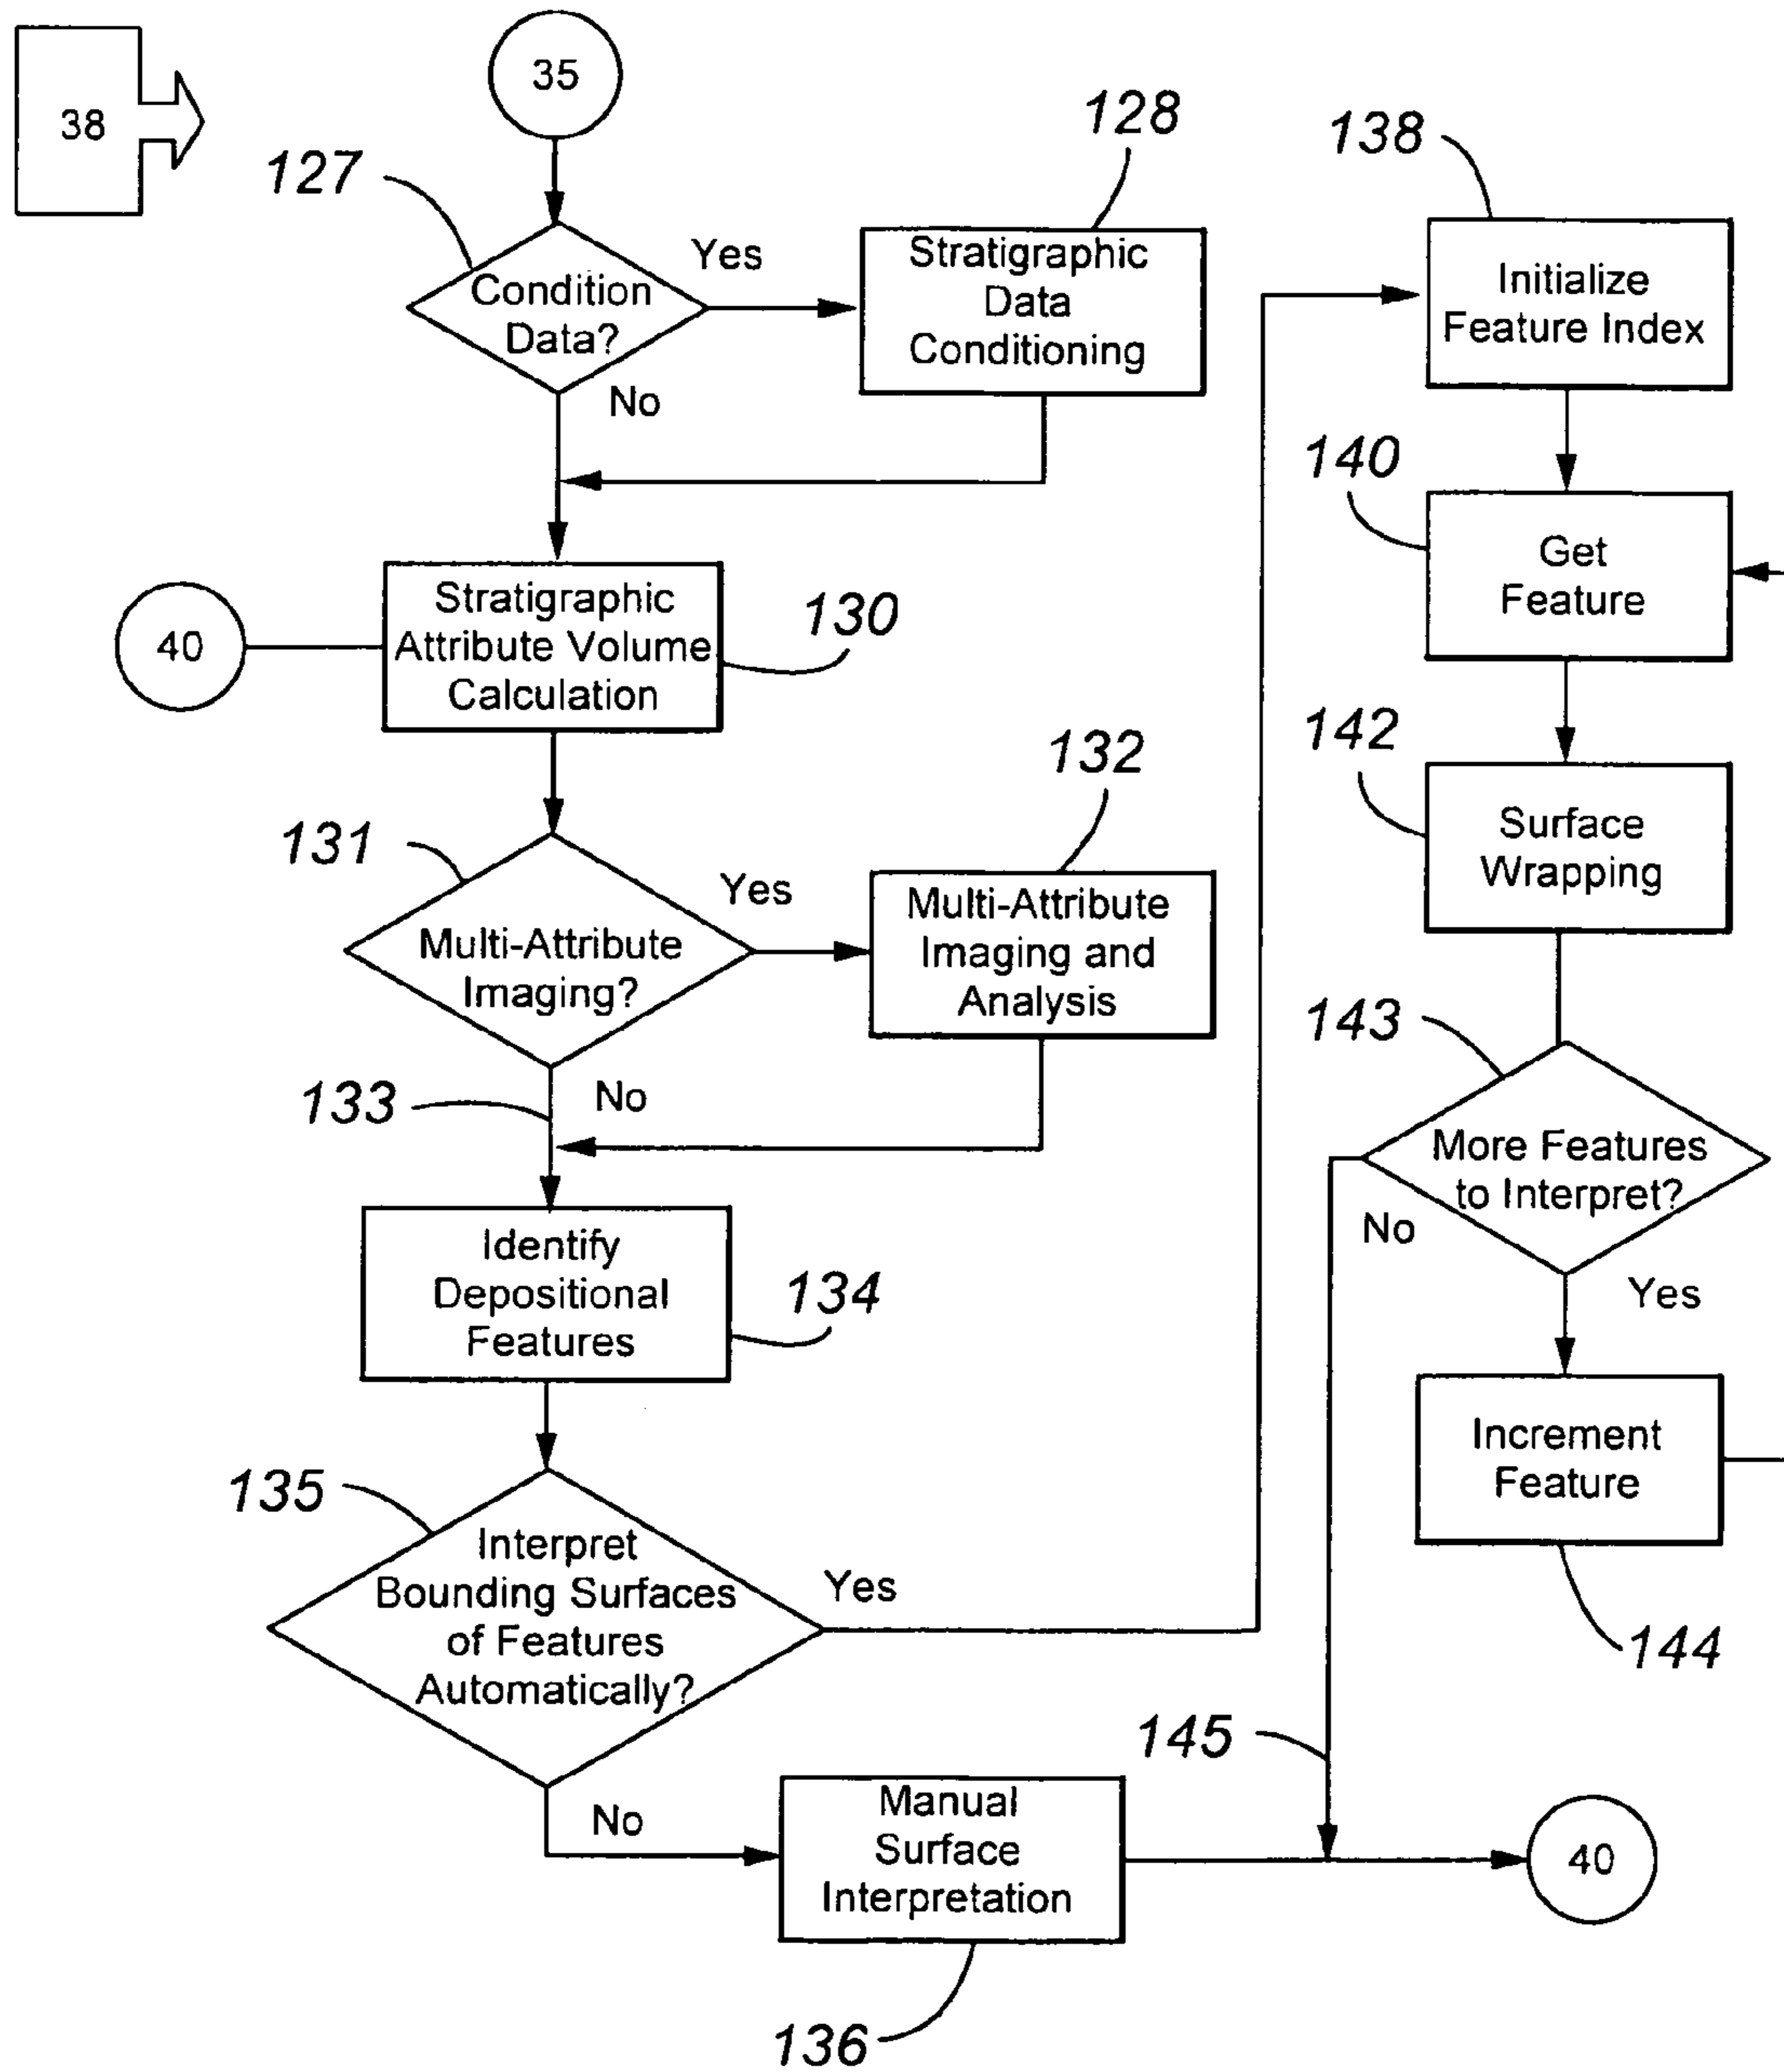 38
35
127
Condition
Data?
Yes
No
128
Stratigraphic
Data
Conditioning
40
Stratigraphic
Attribute Volume
Calculation
130
131
Multi-Attribute
Imaging?
Yes
No
132
Multi-Attribute
Imaging and
Analysis
133
Identify
Depositional
Features
134
135
Interpret
Bounding Surfaces
of Features
Automatically?
Yes
No
Manual
Surface
Interpretation
136
138
Initialize
Feature Index
140
Get
Feature
142
Surface
Wrapping
143
More Features
to Interpret?
No
Yes
Increment
Feature
144
145
40